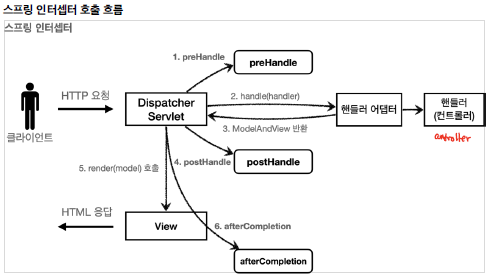 스프링 인터셉터 호출 흐름
스프링 인터셉터
1. preHandle
preHandle
HTTP 요청
2. handle(handler)
Dispatcher
Servlet
핸들러 어댑터
핸들러
(컨트롤러)
클라이언트
3. ModelAndView 반환
controller
5. render(model) 호출
4. postHandle
postHandle
HTML 응답
View
6. afterCompletion
afterCompletion